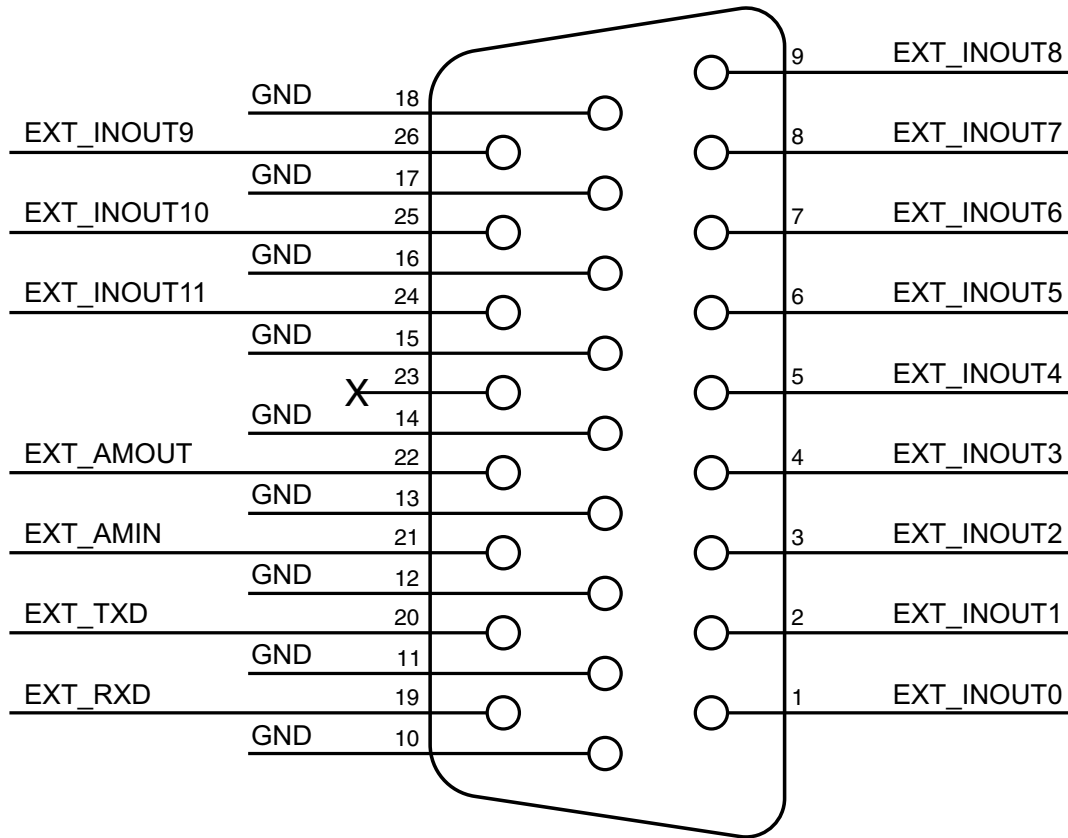 9 EXT_INOUT8
GND 18
EXT_INOUT9 26
8 EXT_INOUT7
GND 17
EXT_INOUT10 25
7 EXT_INOUT6
GND 16
EXT_INOUT11 24
6 EXT_INOUT5
GND 15
X 23
5 EXT_INOUT4
GND 14
EXT_AMOUT 22
4 EXT_INOUT3
GND 13
EXT_AMIN 21
3 EXT_INOUT2
GND 12
EXT_TXD 20
2 EXT_INOUT1
GND 11
EXT_RXD 19
1 EXT_INOUT0
GND 10